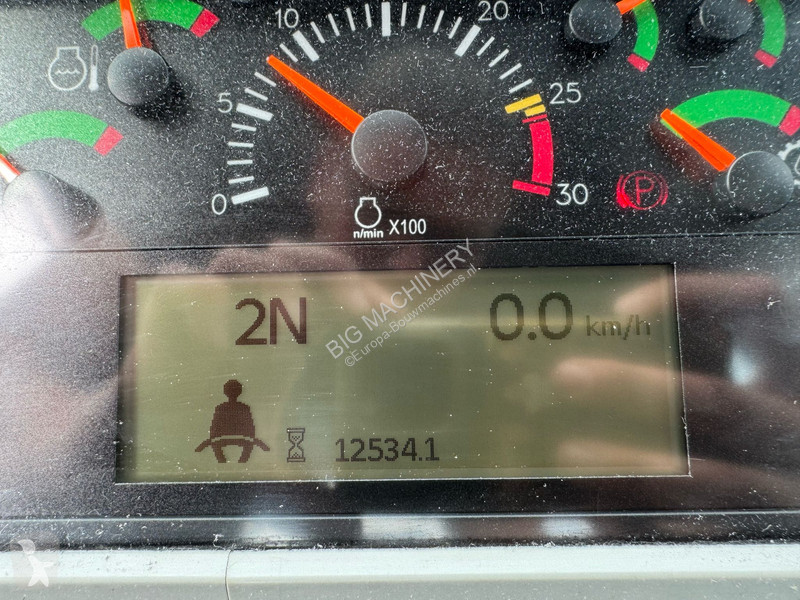 10
20
5
25
0
30
n/min X100
P
2N
0.0 km/h
12534.1
BIG MACHINERY
©Europa-Bouwmachines.nl